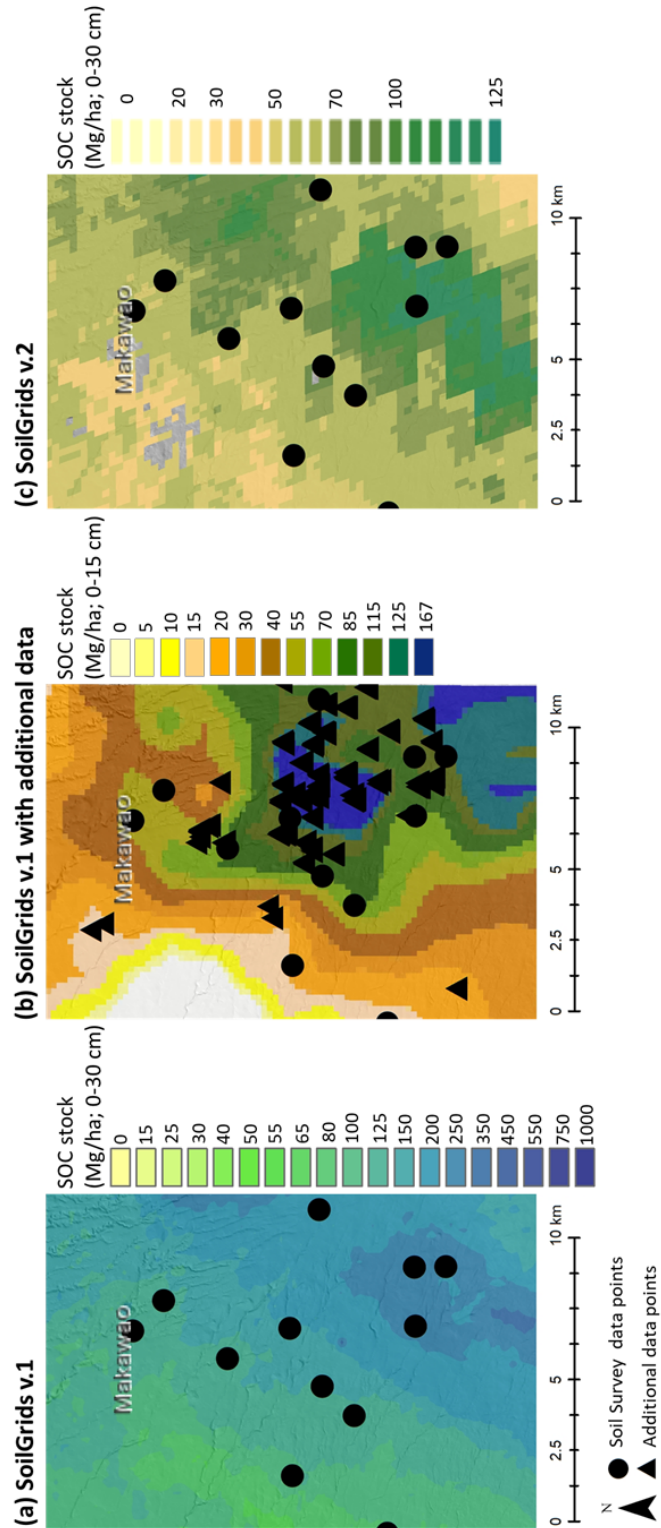 (a) SoilGrids v.1
Makawao
SOC stock
(Mg/ha; 0-30 cm)
0
15
25
30
40
50
55
65
80
100
125
150
200
250
350
450
550
750
1000
0
2.5
5
10 km
N
Soil Survey data points
Additional data points
(b) SoilGrids v.1 with additional data
Makawao
SOC stock
(Mg/ha; 0-15 cm)
0
5
10
15
20
30
40
55
70
85
115
125
167
0
2.5
5
10 km
(c) SoilGrids v.2
Makawao
SOC stock
(Mg/ha; 0-30 cm)
0
20
30
50
70
100
125
0
2.5
5
10 km